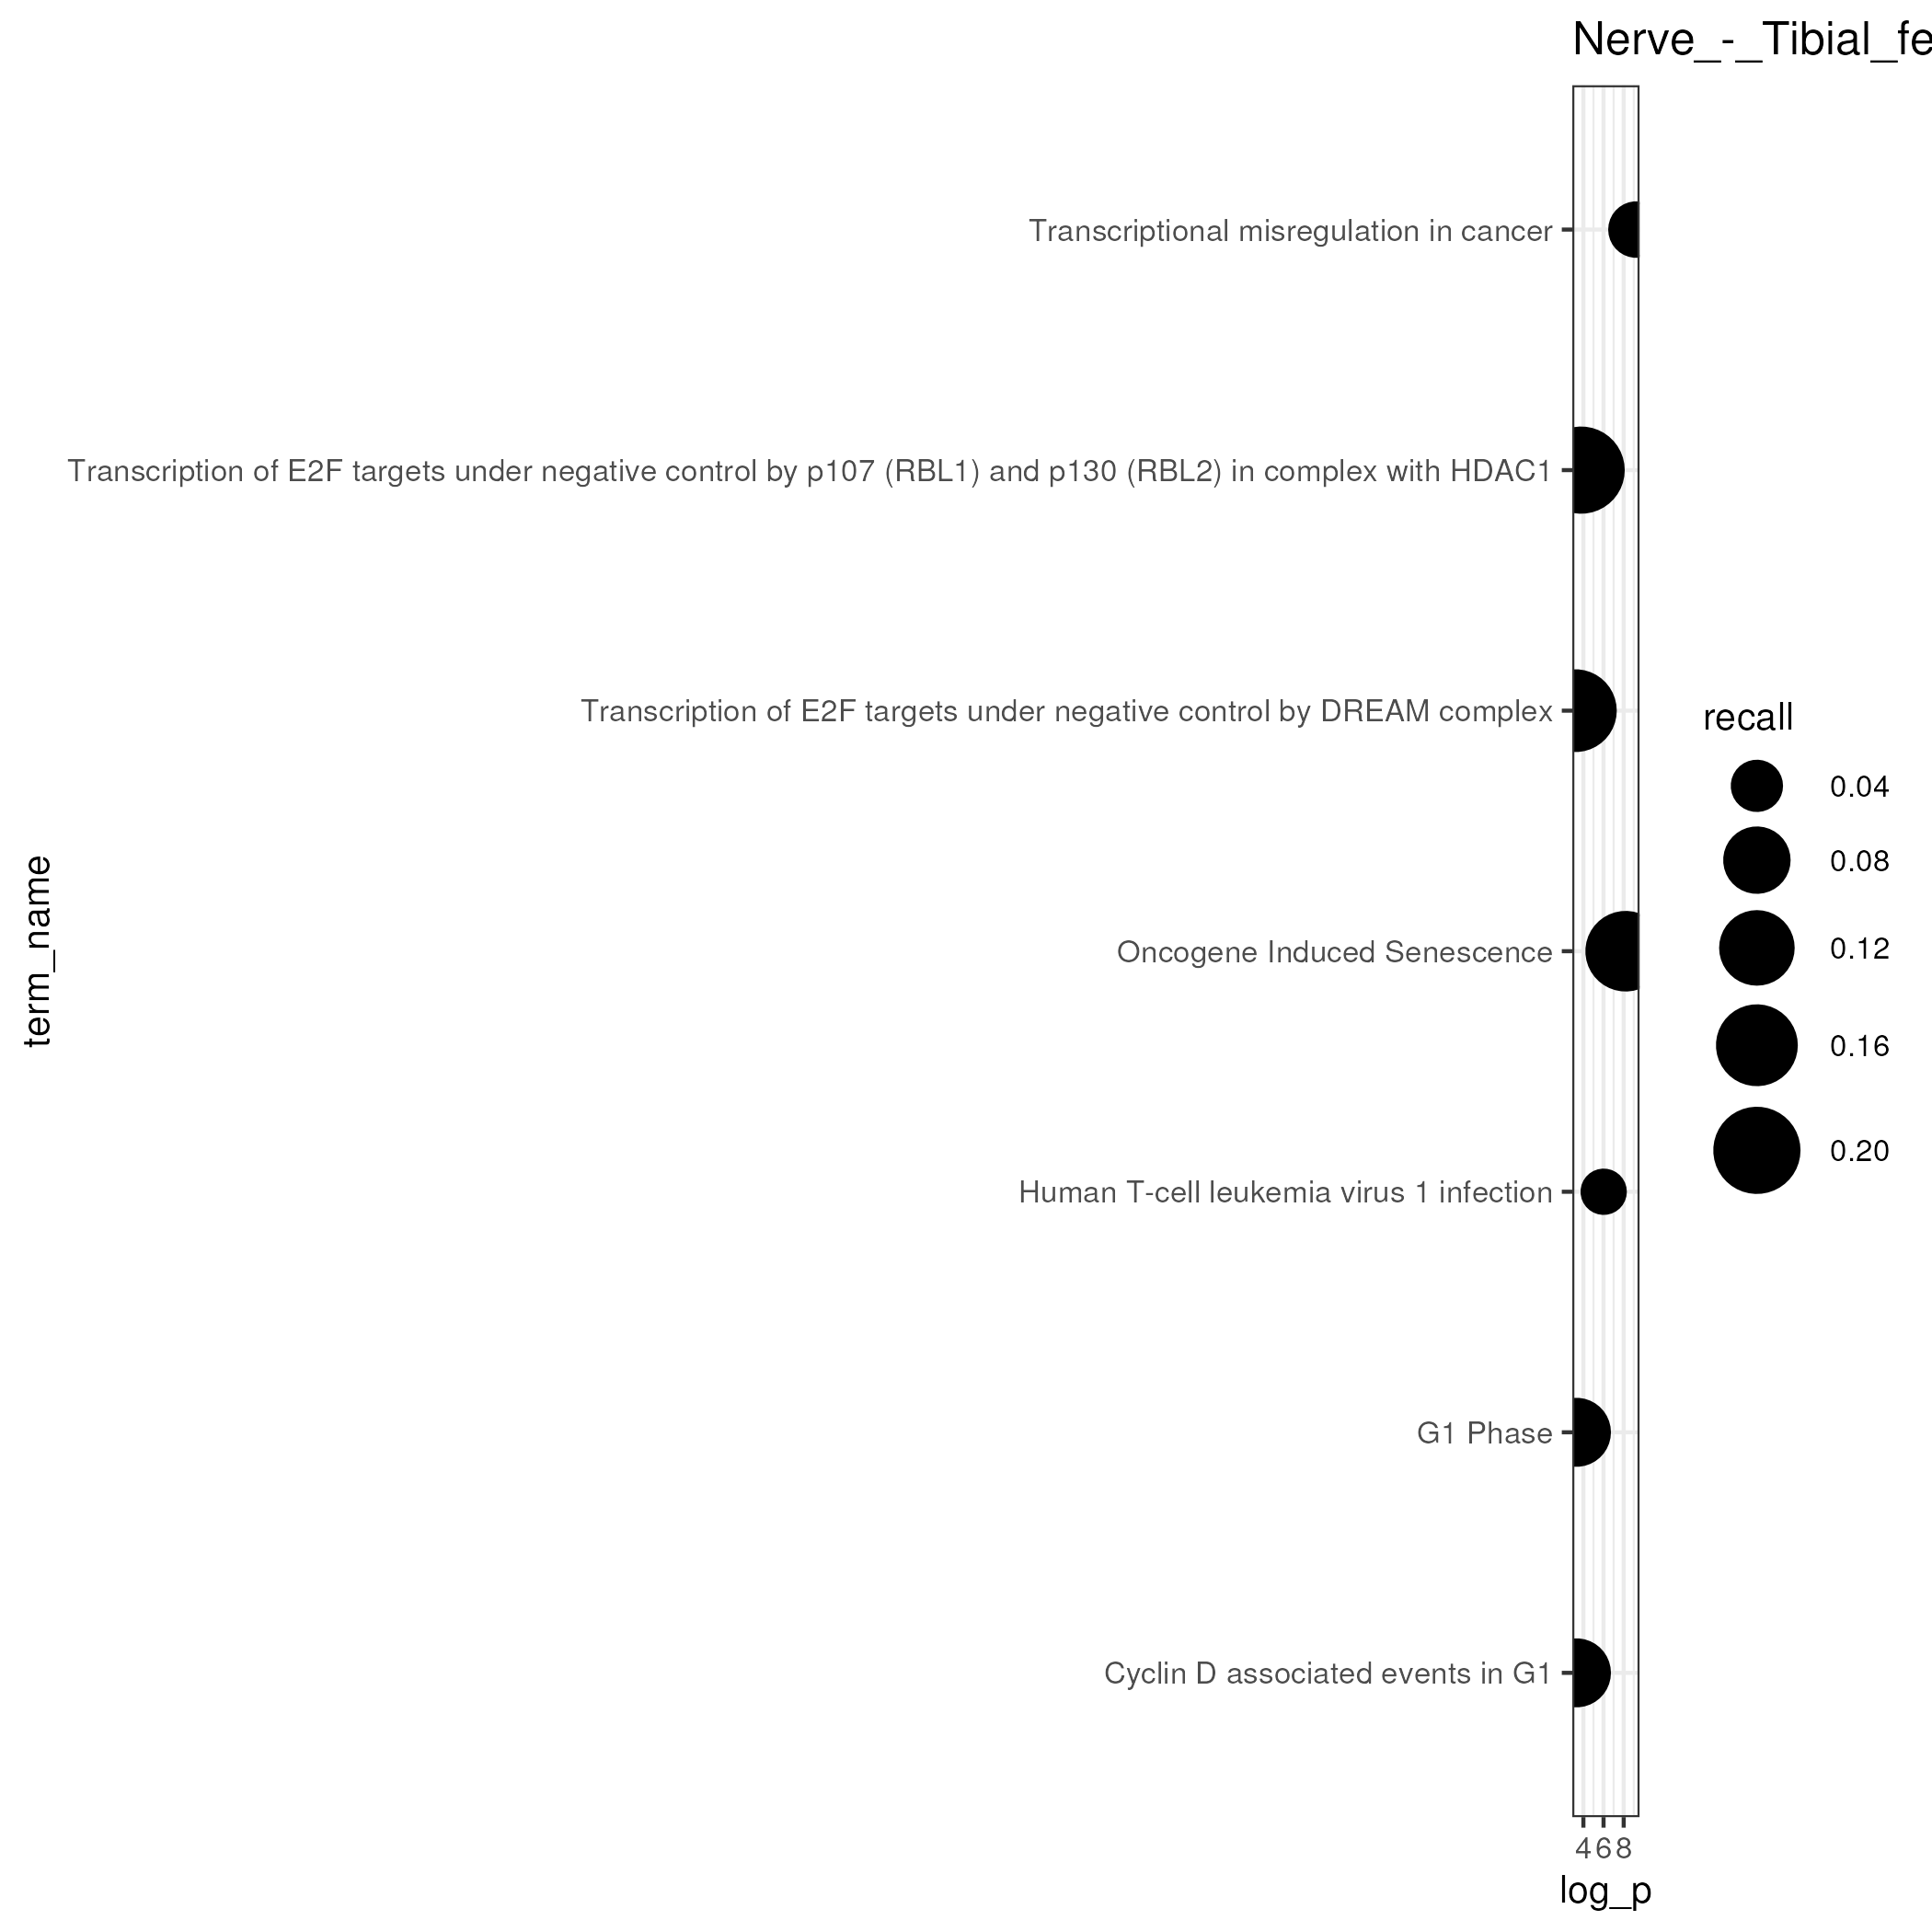 Nerve_-_Tibial_fe
Transcriptional misregulation in cancer
Transcription of E2F targets under negative control by p107 (RBL1) and p130 (RBL2) in complex with HDAC1
Transcription of E2F targets under negative control by DREAM complex
Oncogene Induced Senescence
Human T-cell leukemia virus 1 infection
G1 Phase
Cyclin D associated events in G1
term_name
4 6 8
log_p
recall
0.04
0.08
0.12
0.16
0.20